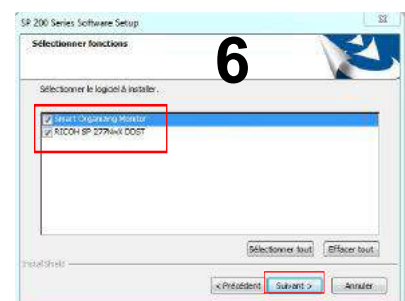 SP 200 Series Software Setup
Sélectionner fonctions
6
Sélectionner le logiciel à installer.
Smart Organizing Monitor
RICOH SP 277NwX DDST
Sélectionner tout
Effacer tout
InstallShield
< Précédent
Suivant >
Annuler